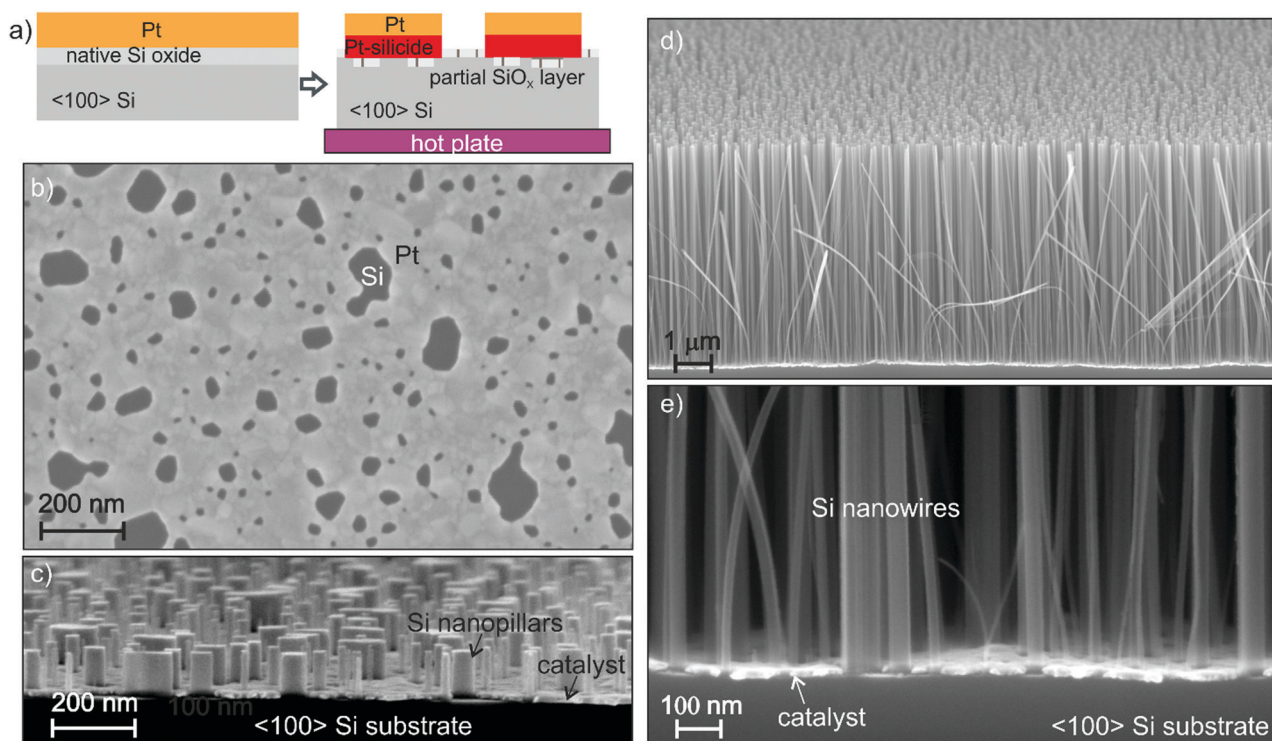 a)
Pt
native Si oxide
<100> Si
Pt
Pt-silicide
partial SiOₓ layer
<100> Si
hot plate
b)
Pt
Si
200 nm
c)
Si nanopillars
catalyst
200 nm
100 nm
<100> Si substrate
d)
1 μm
e)
Si nanowires
100 nm
catalyst
<100> Si substrate